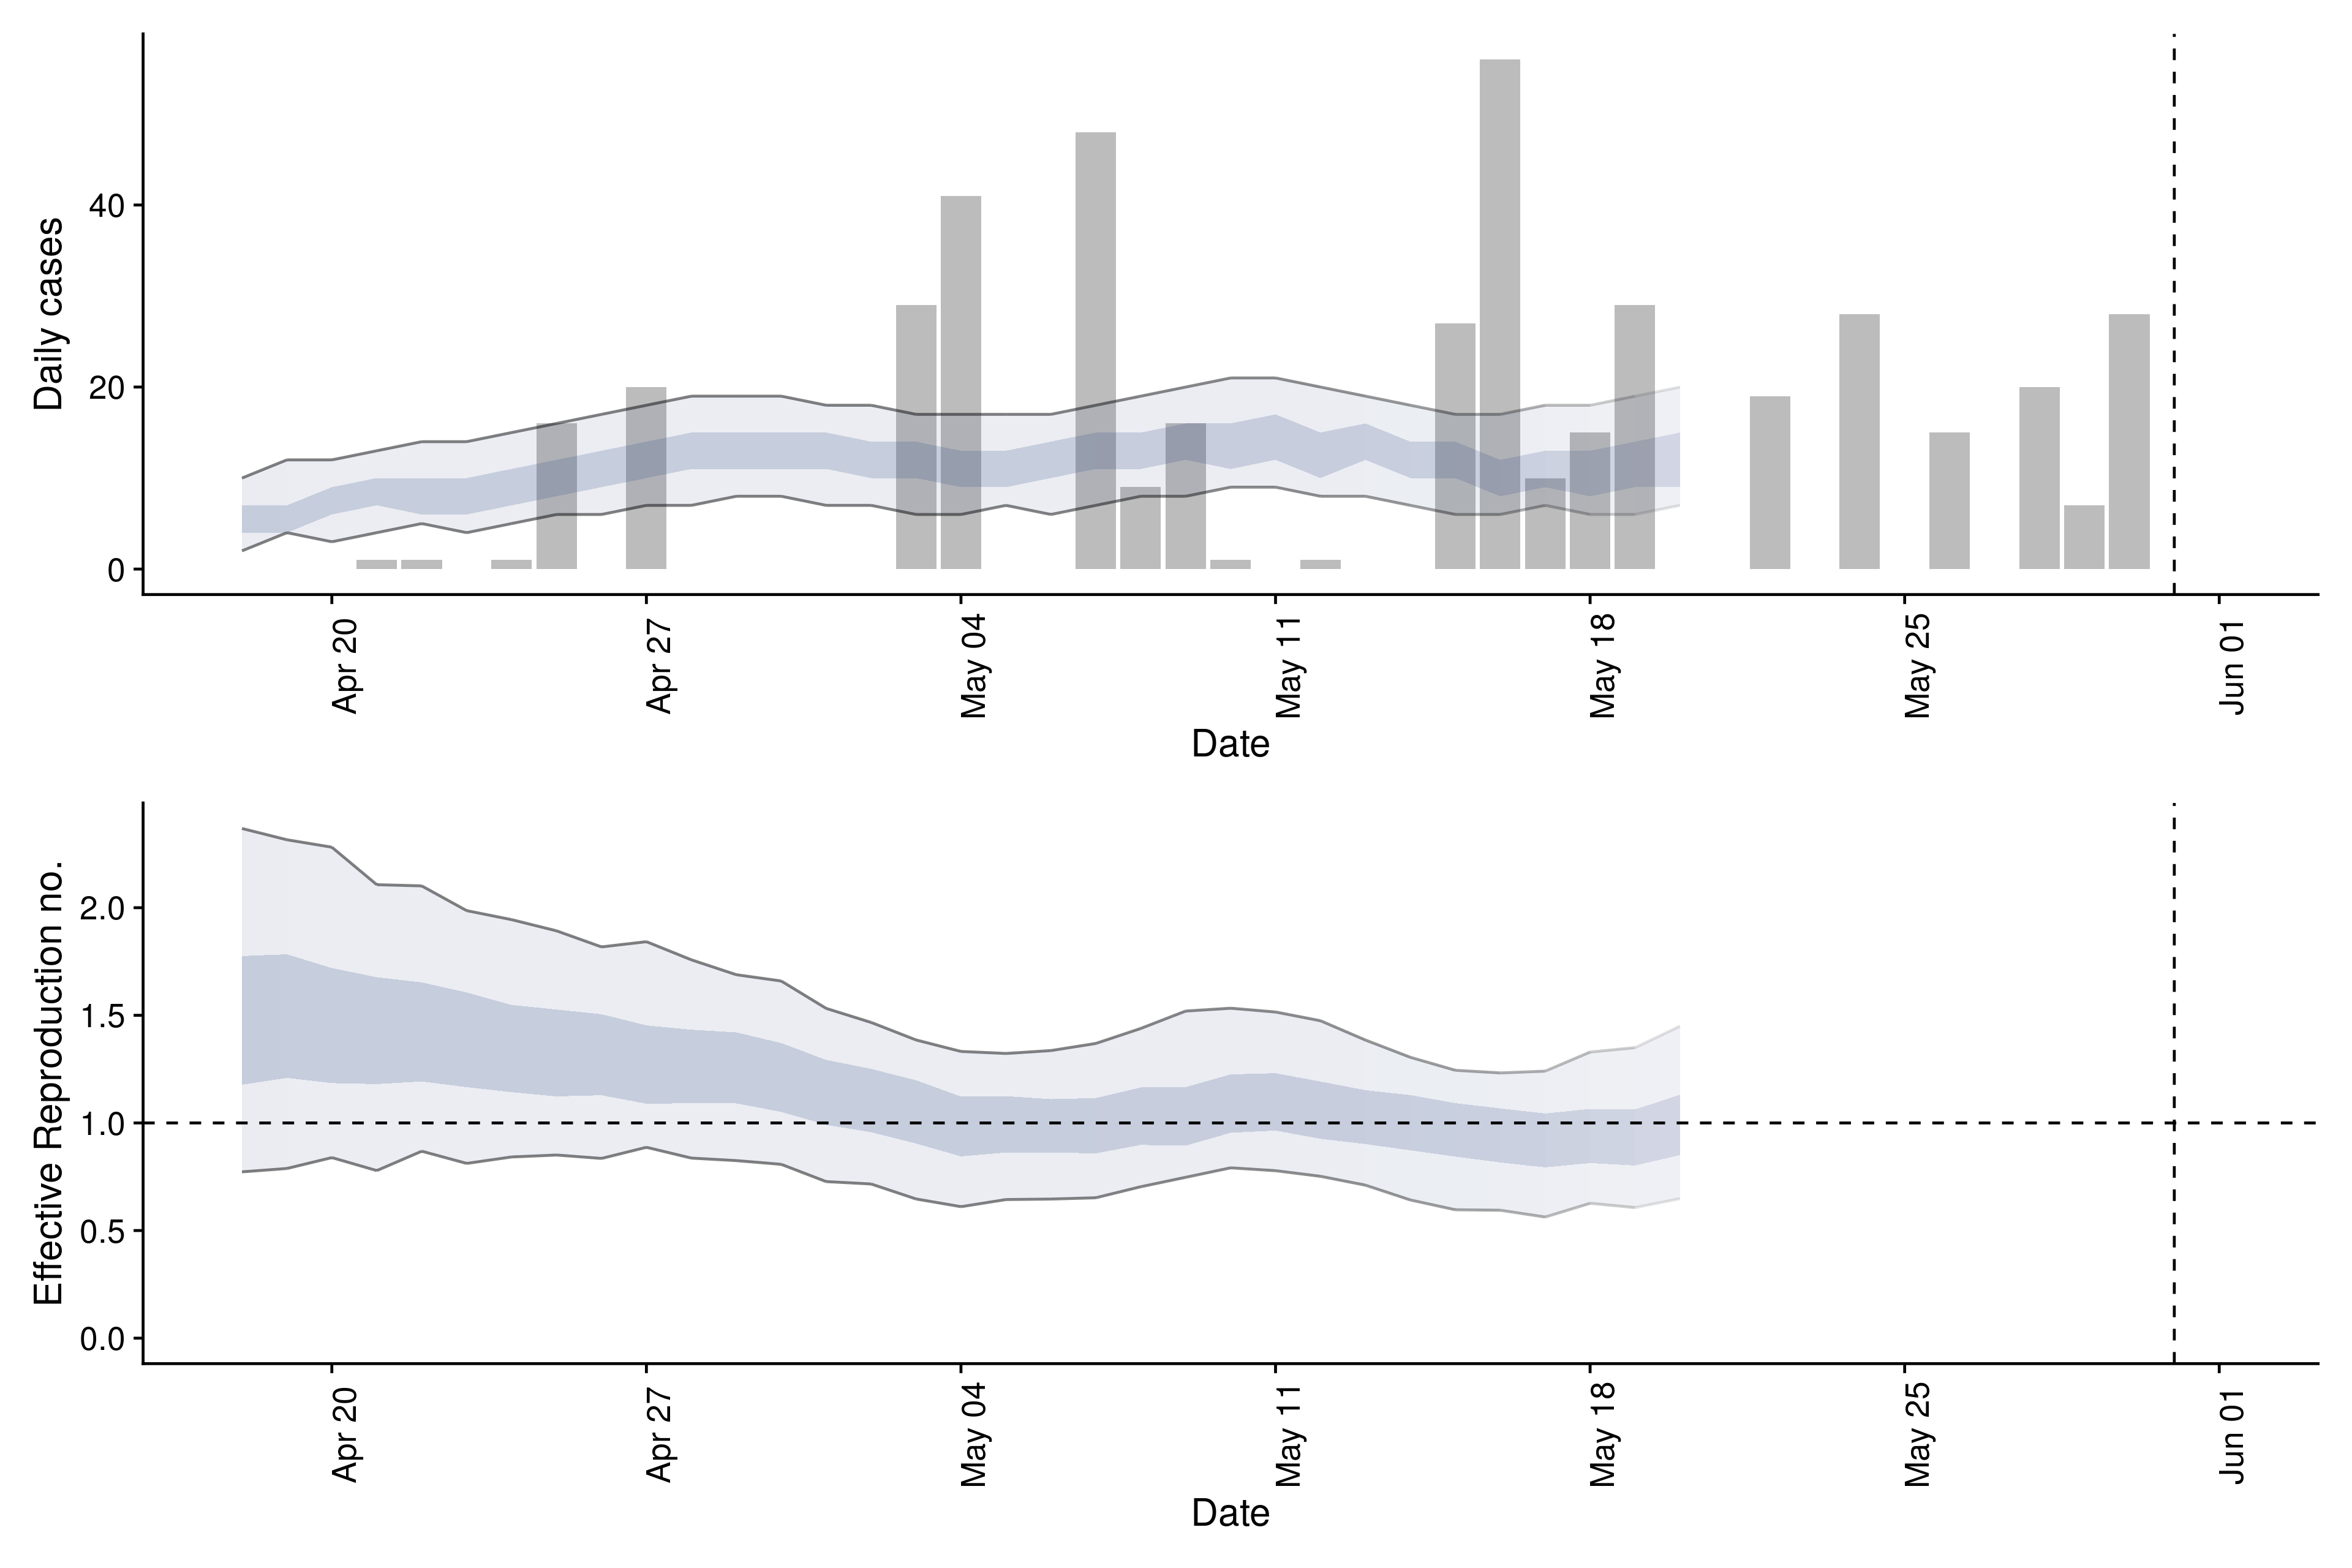 Daily cases
40
20
0
Apr 20
Apr 27
May 04
May 11
May 18
May 25
Jun 01
Date
Effective Reproduction no.
2.0
1.5
1.0
0.5
0.0
Apr 20
Apr 27
May 04
May 11
May 18
May 25
Jun 01
Date